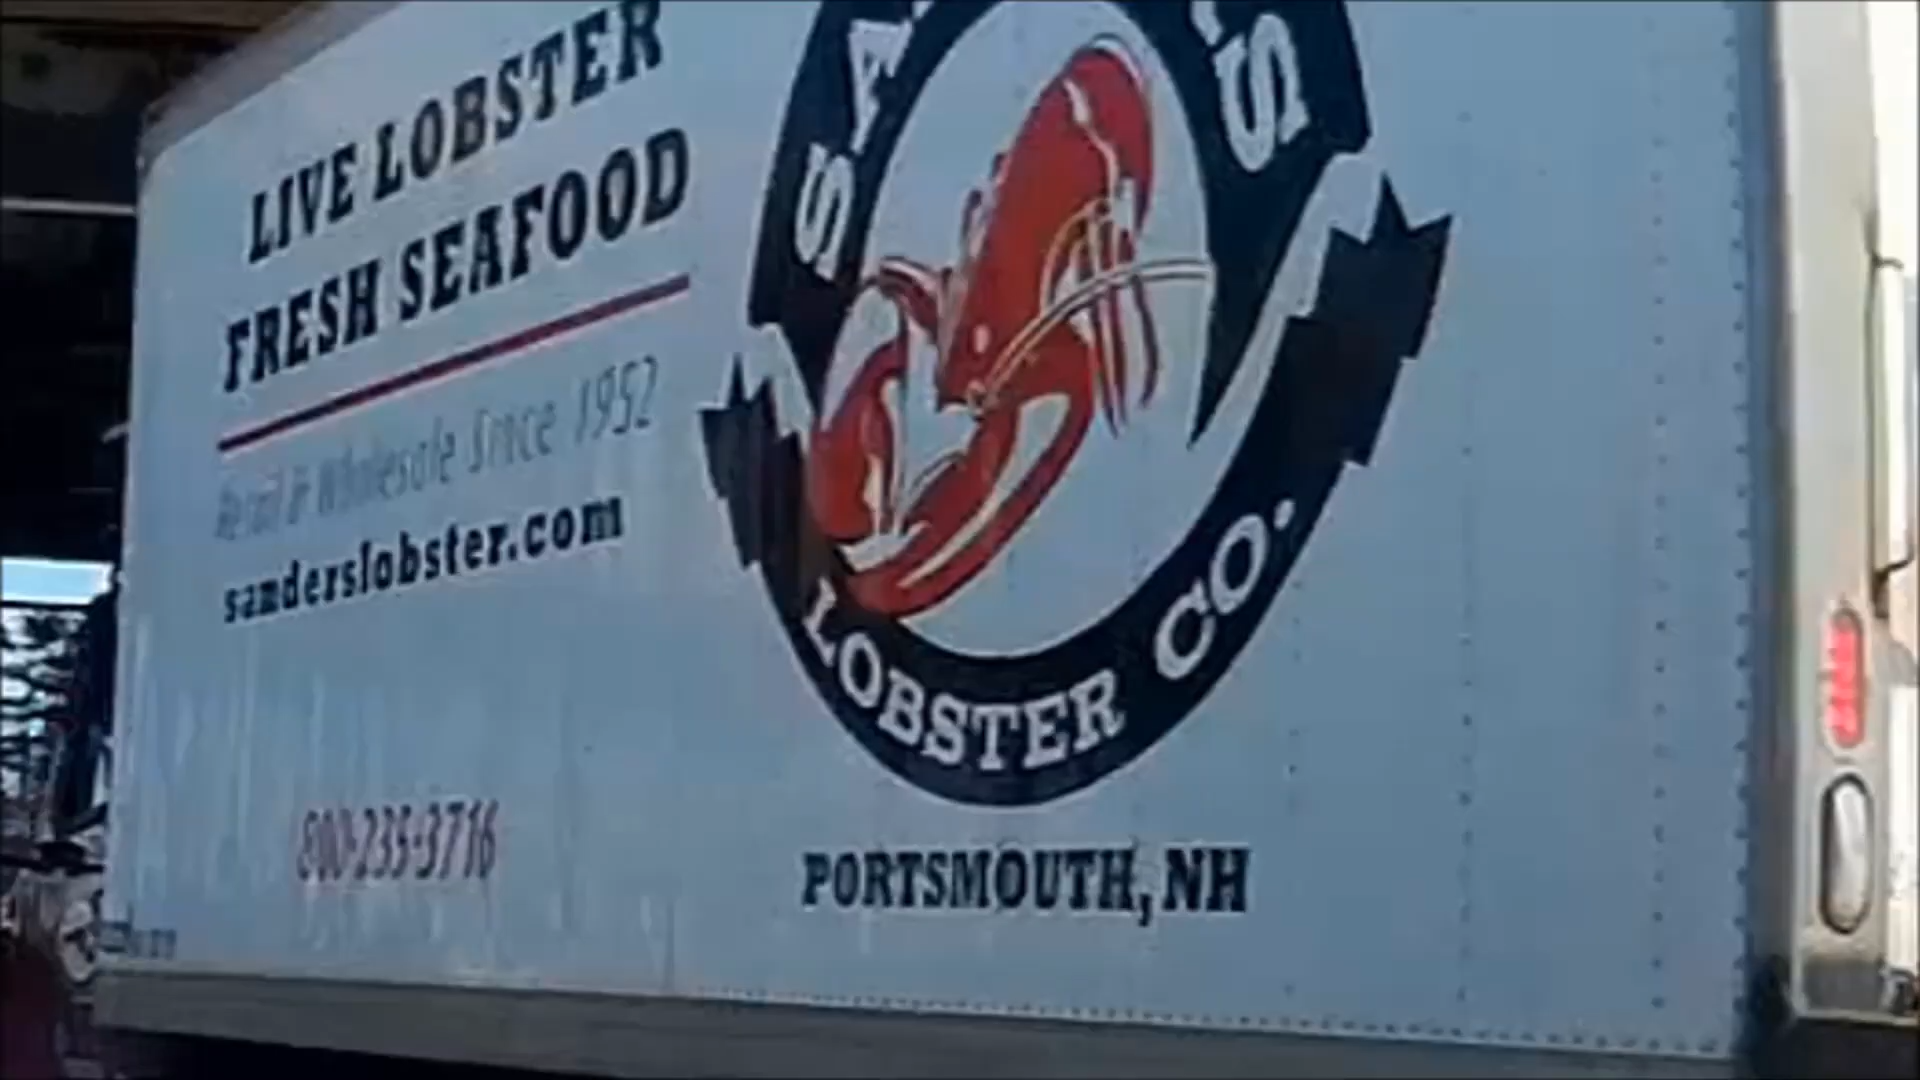 LIVE LOBSTER
FRESH SEAFOOD
Retail & Wholesale Since 1952
sanderslobster.com
800-235-3716
LOBSTER CO.
PORTSMOUTH, NH